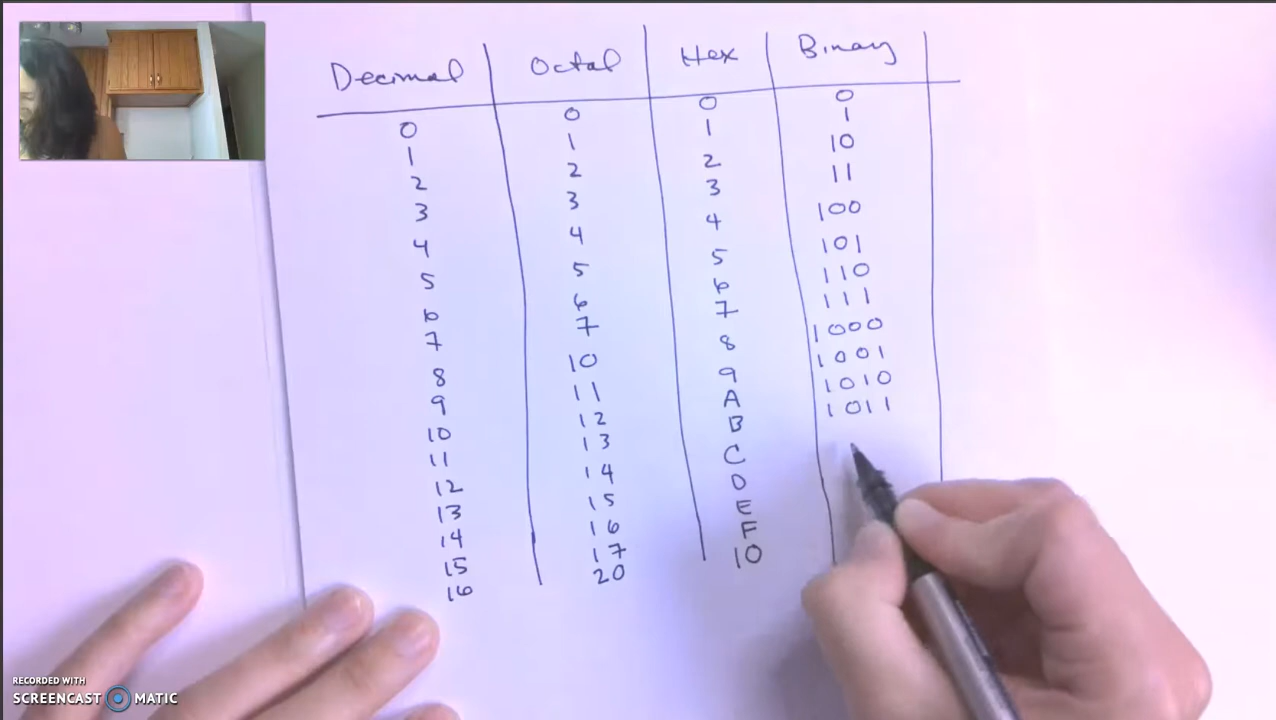 Decimal Octal Hex Binary
0 0 0 0
1 1 1 1
2 2 2 10
3 3 3 11
4 4 4 100
5 5 5 101
6 6 6 110
7 7 7 111
8 10 8 1000
9 11 9 1001
10 12 A 1010
11 13 B 1011
12 14 C
13 15 D
14 16 E
15 17 F
16 20 10
RECORDED WITH
SCREENCAST MATIC